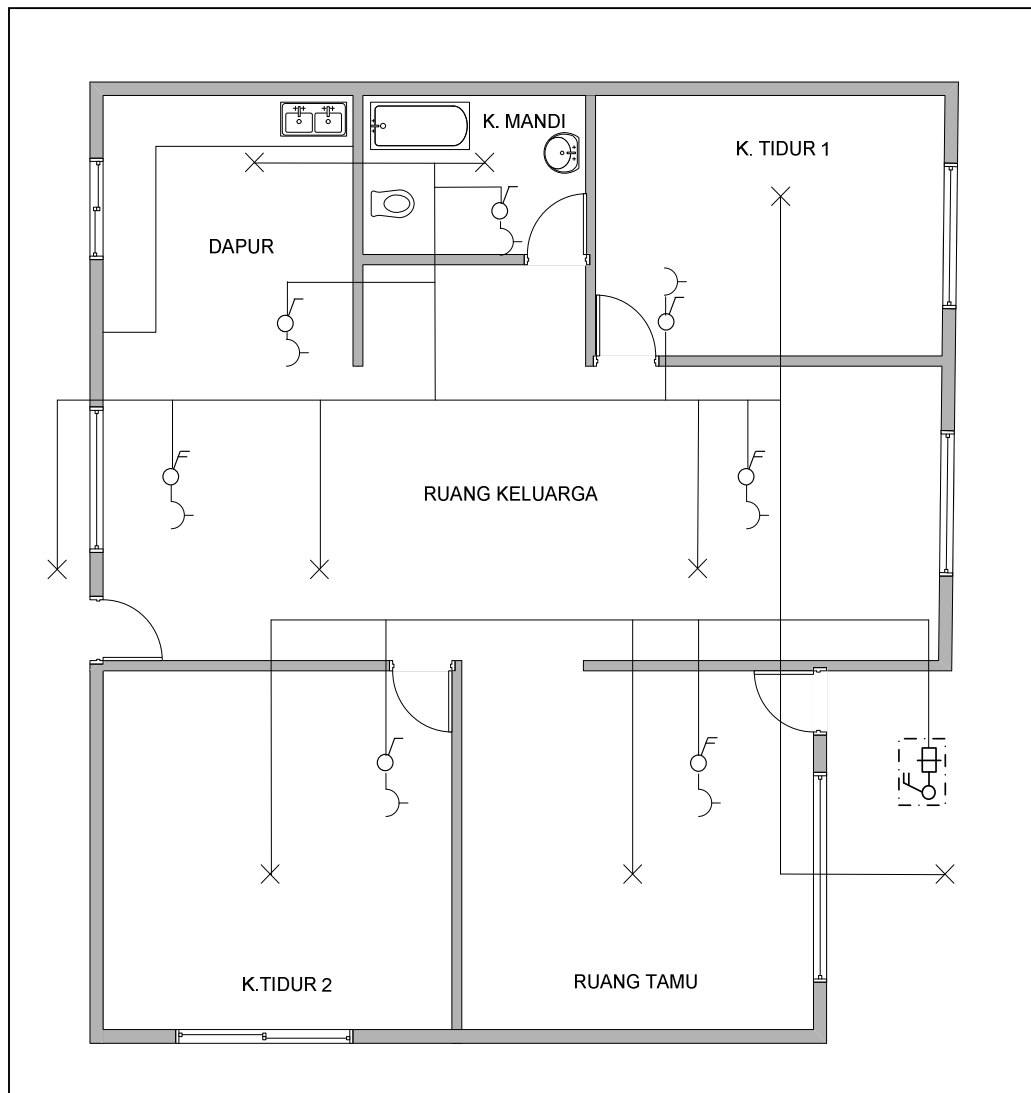 K. MANDI
K. TIDUR 1
DAPUR
RUANG KELUARGA
K.TIDUR 2
RUANG TAMU